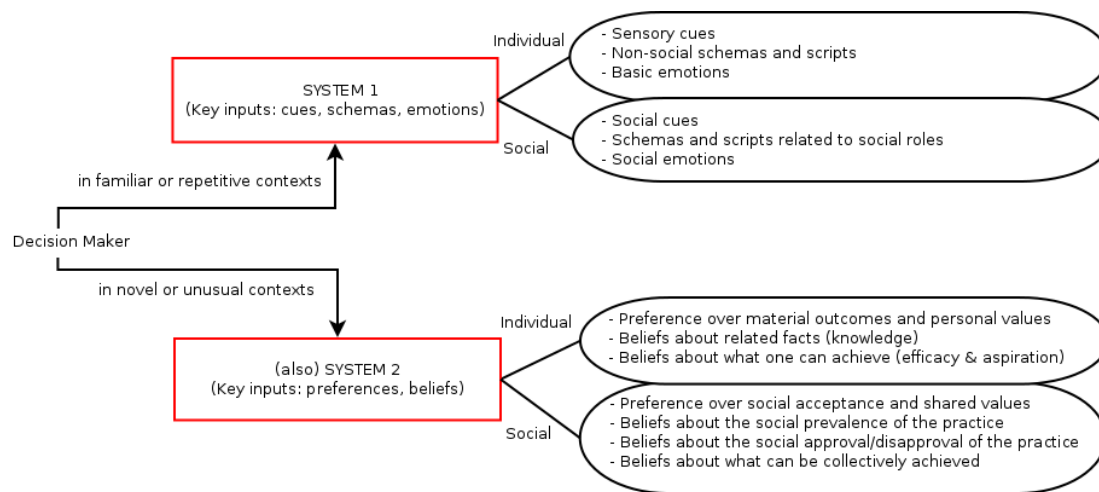 Individual
- Sensory cues
- Non-social schemas and scripts
- Basic emotions
SYSTEM 1
(Key inputs: cues, schemas, emotions)
Social
- Social cues
- Schemas and scripts related to social roles
- Social emotions
in familiar or repetitive contexts
Decision Maker
in novel or unusual contexts
Individual
- Preference over material outcomes and personal values
- Beliefs about related facts (knowledge)
- Beliefs about what one can achieve (efficacy & aspiration)
(also) SYSTEM 2
(Key inputs: preferences, beliefs)
Social
- Preference over social acceptance and shared values
- Beliefs about the social prevalence of the practice
- Beliefs about the social approval/disapproval of the practice
- Beliefs about what can be collectively achieved